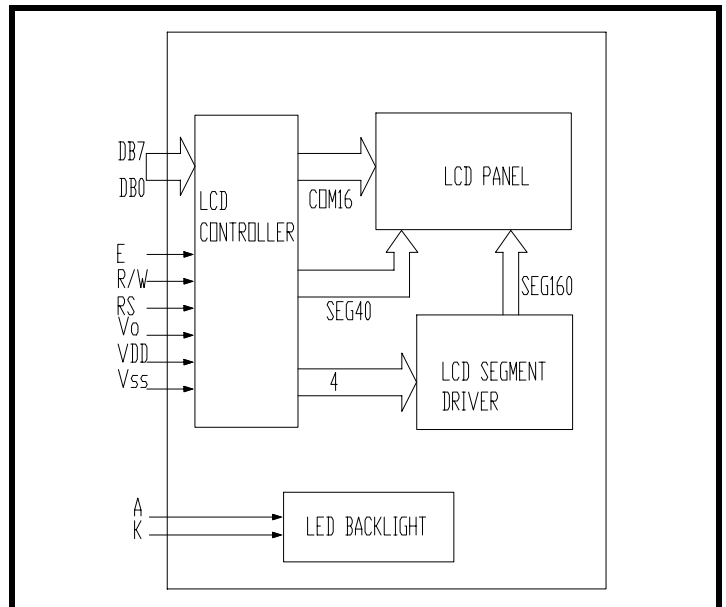 DB7
DB0
LCD
CONTROLLER
COM16
LCD PANEL
E
R/W
RS
Vo
VDD
Vss
SEG40
SEG160
4
LCD SEGMENT
DRIVER
A
K
LED BACKLIGHT